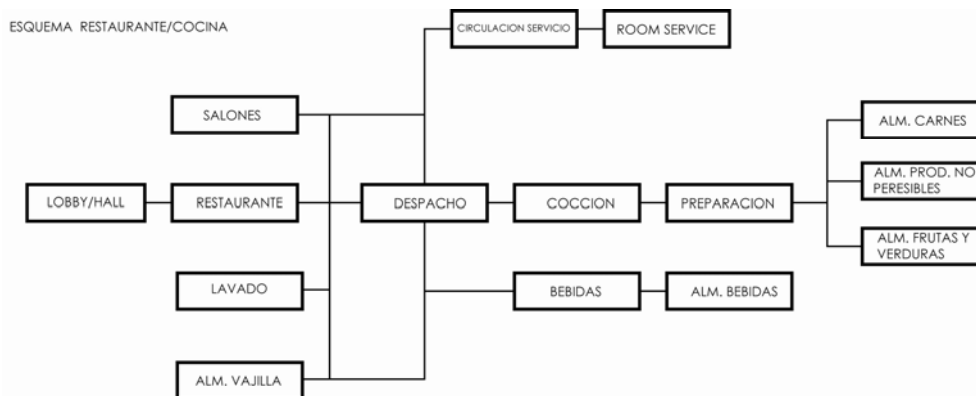 ESQUEMA RESTAURANTE/COCINA
CIRCULACION SERVICIO
ROOM SERVICE
SALONES
ALM. CARNES
LOBBY/HALL
RESTAURANTE
DESPACHO
COCCION
PREPARACION
ALM. PROD. NO
PERESIBLES
ALM. FRUTAS Y
VERDURAS
LAVADO
BEBIDAS
ALM. BEBIDAS
ALM. VAJILLA